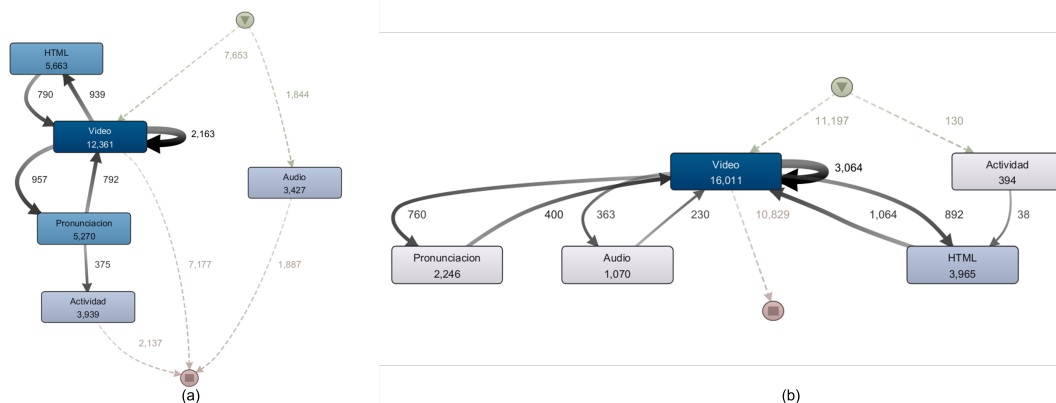 HTML
5,663
7,653
790
939
1,844
Video
12,361
2,163
957
792
Audio
3,427
Pronunciacion
5,270
375
7,177
1,887
Actividad
3,939
2,137
(a)
11,197
130
Video
16,011
3,064
Actividad
394
760
400
363
230
10,829
1,064
892
38
Pronunciacion
2,246
Audio
1,070
HTML
3,965
(b)